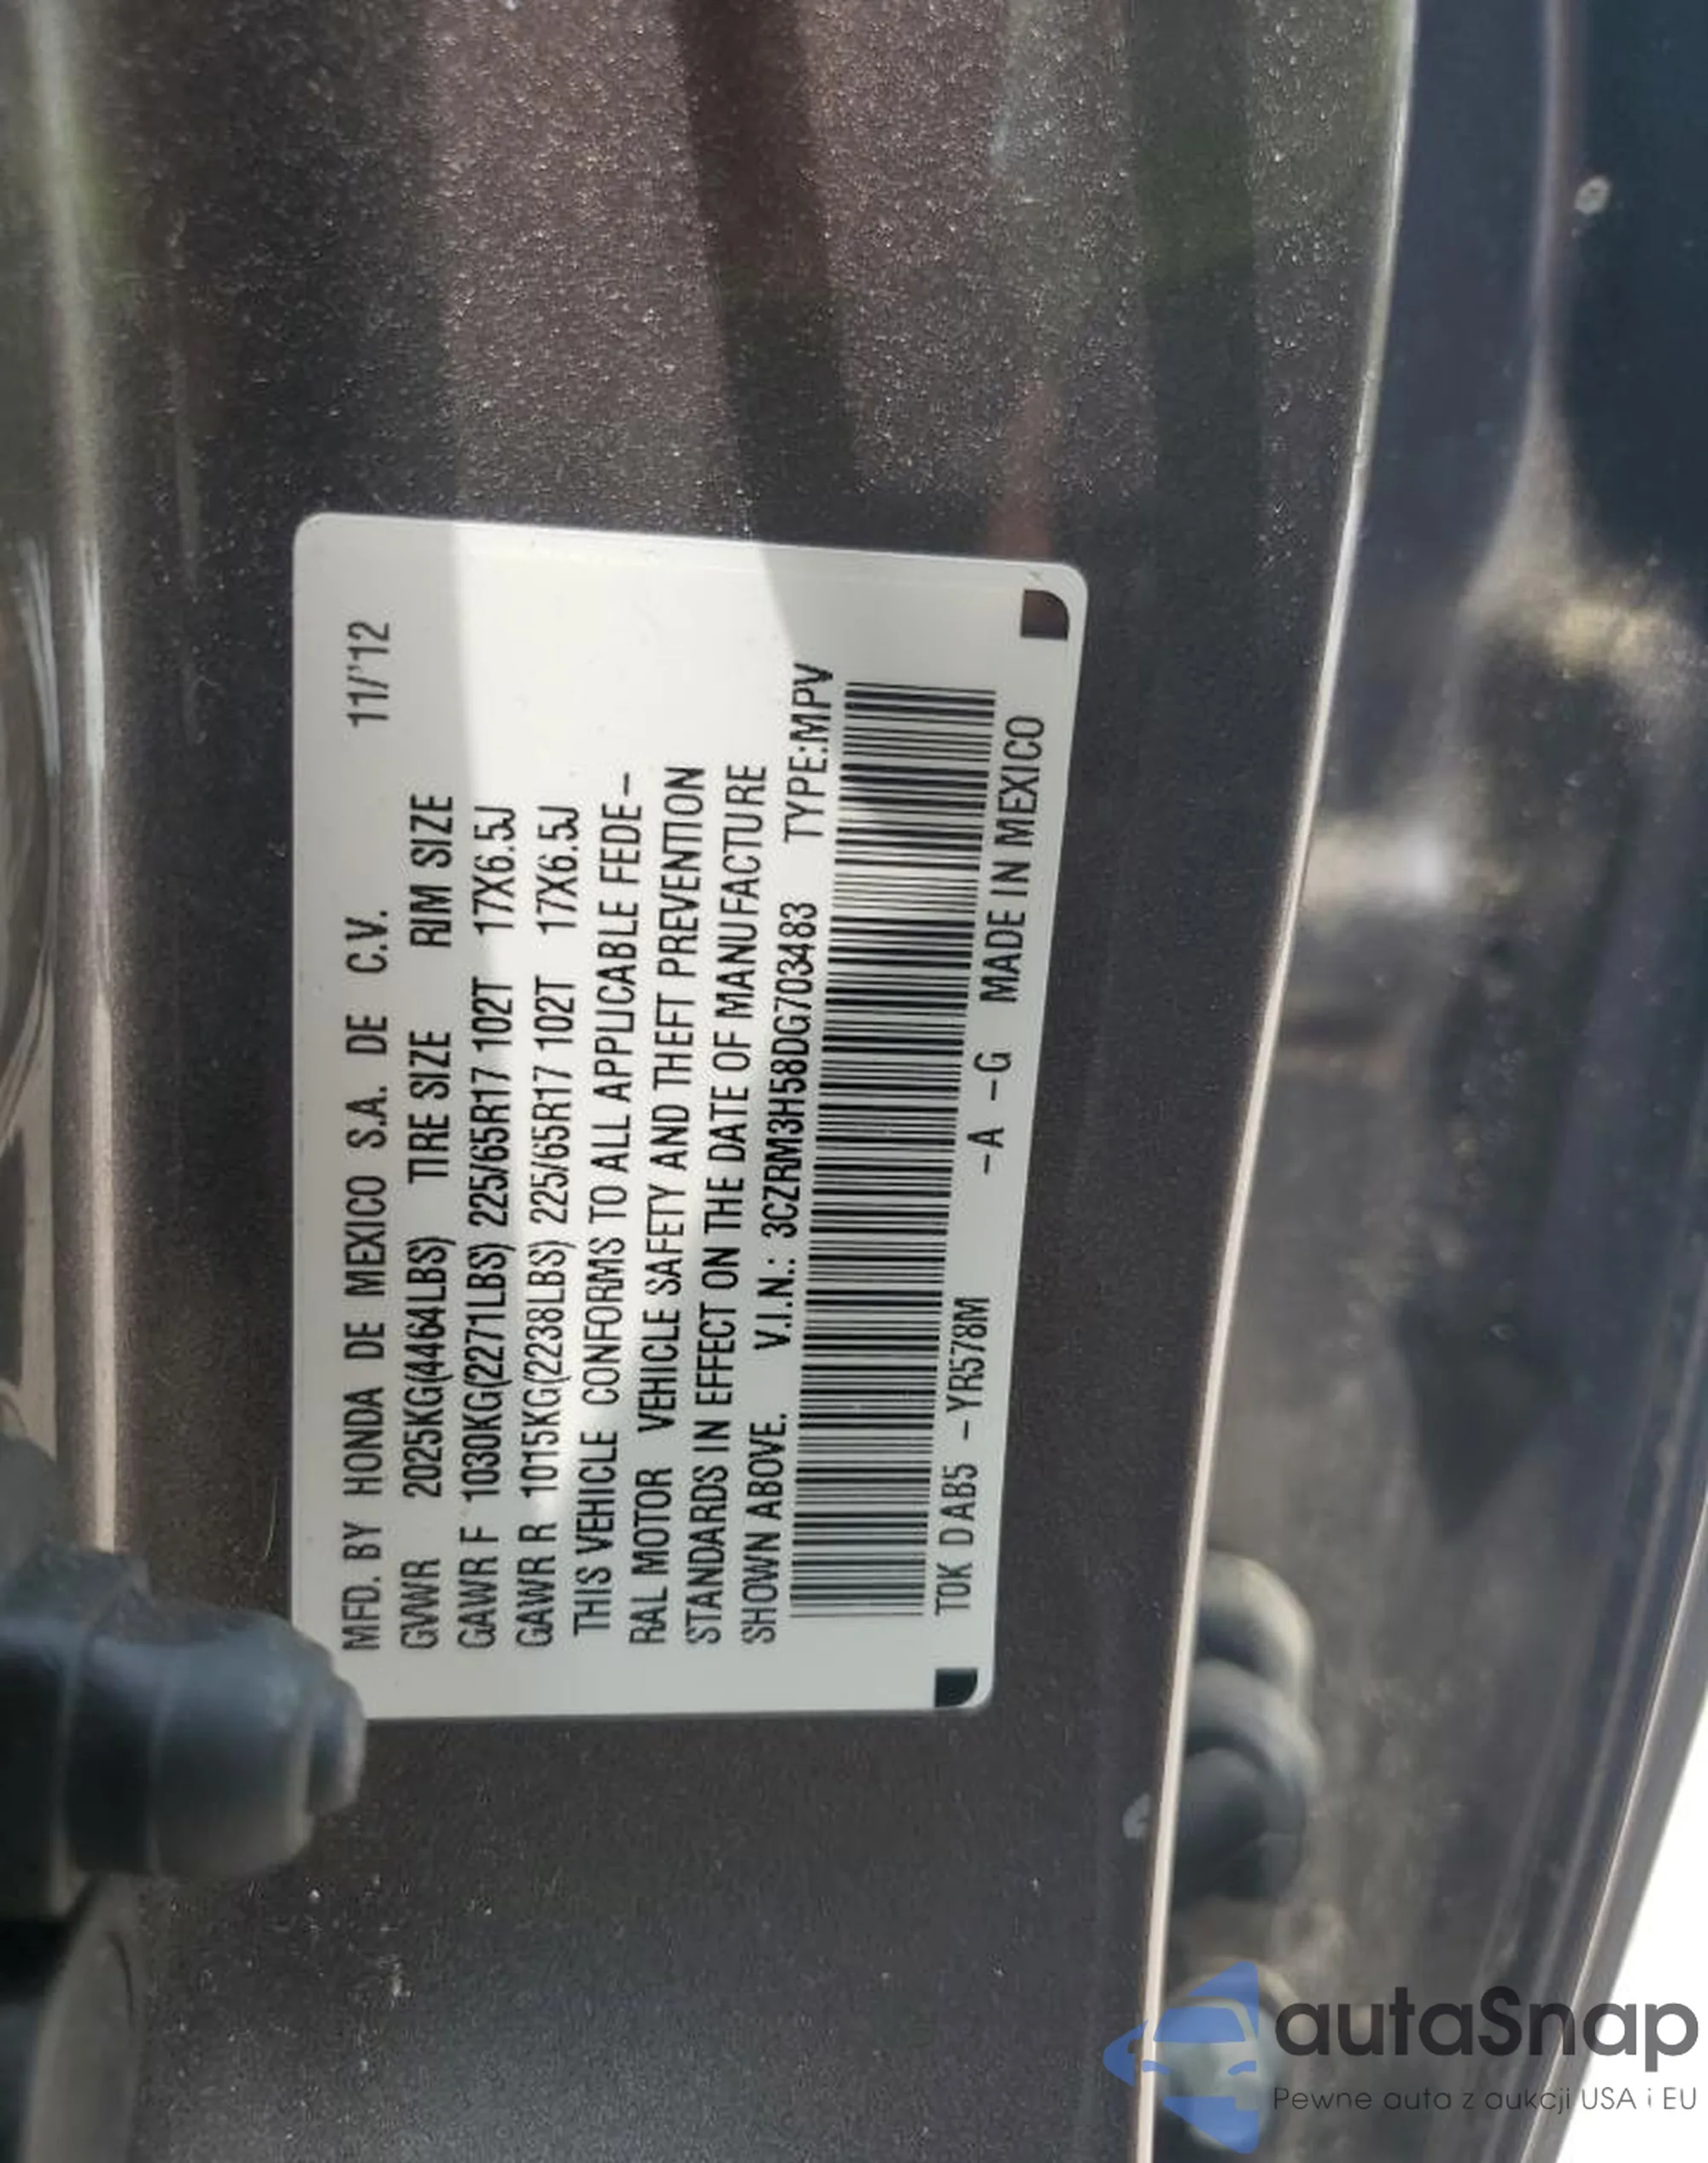 MFD. BY HONDA DE MEXICO S.A. DE C.V. 11/'12
GVWR 2025KG(4464LBS) TIRE SIZE RIM SIZE
GAWR F 1030KG(2271LBS) 225/65R17 102T 17X6.5J
GAWR R 1015KG(2238LBS) 225/65R17 102T 17X6.5J
THIS VEHICLE CONFORMS TO ALL APPLICABLE FEDE-
RAL MOTOR VEHICLE SAFETY AND THEFT PREVENTION
STANDARDS IN EFFECT ON THE DATE OF MANUFACTURE
SHOWN ABOVE. V.I.N.: 3CZRM3H58DG703483 TYPE:MPV
T0K D AB5 -YR578M -A -G MADE IN MEXICO
autaSnap
Pewne auta z aukcji USA i EU